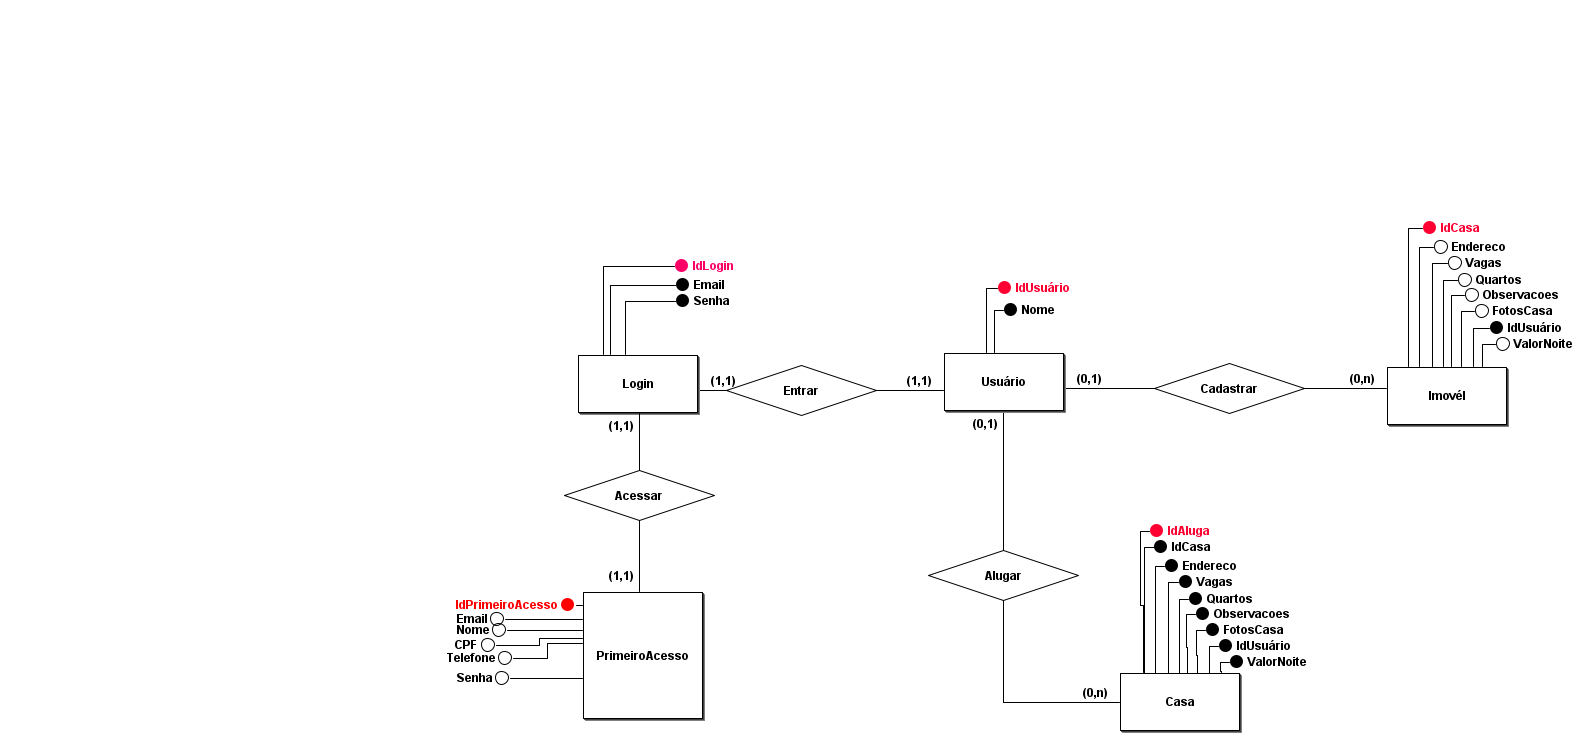 IdCasa
Endereco
Vagas
Quartos
Observacoes
FotosCasa
IdUsuário
ValorNoite
IdLogin
Email
Senha
IdUsuário
Nome
Login
(1,1)
Entrar
(1,1)
Usuário
(0,1)
Cadastrar
(0,n)
Imovél
(1,1)
(0,1)
Acessar
(1,1)
IdPrimeiroAcesso
Email
Nome
CPF
Telefone
Senha
PrimeiroAcesso
Alugar
IdAluga
IdCasa
Endereco
Vagas
Quartos
Observacoes
FotosCasa
IdUsuário
ValorNoite
(0,n)
Casa